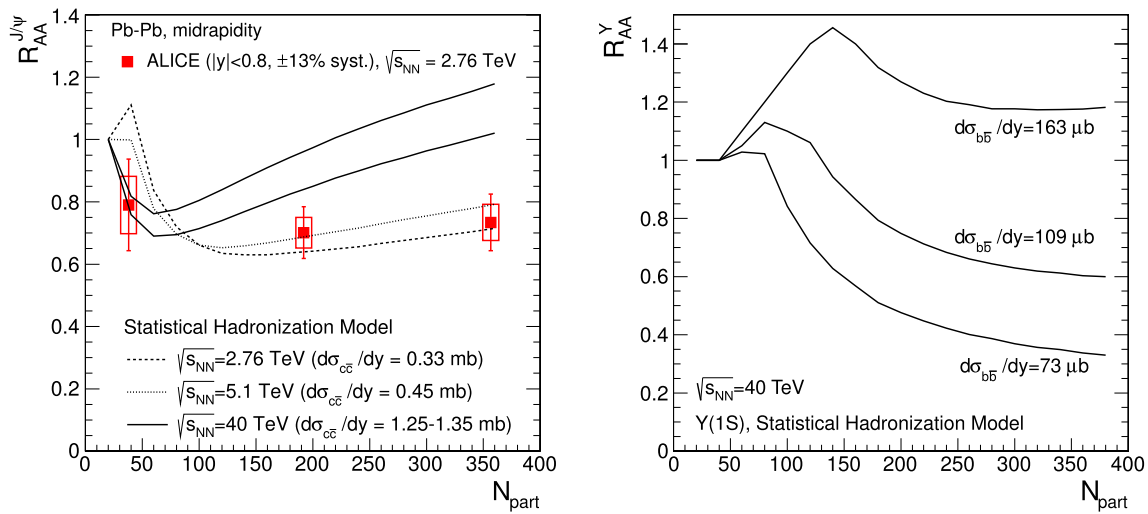 R_AA^J/ψ
1.4
1.2
1
0.8
0.6
0.4
0.2
0
Pb-Pb, midrapidity
ALICE (|y|<0.8, ±13% syst.), √s_NN = 2.76 TeV
Statistical Hadronization Model
√s_NN=2.76 TeV (dσ_cc̄ /dy = 0.33 mb)
√s_NN=5.1 TeV (dσ_cc̄ /dy = 0.45 mb)
√s_NN=40 TeV (dσ_cc̄ /dy = 1.25-1.35 mb)
0 50 100 150 200 250 300 350 400
N_part
R_AA^Υ
1.4
1.2
1
0.8
0.6
0.4
0.2
0
dσ_bb̄ /dy=163 μb
dσ_bb̄ /dy=109 μb
dσ_bb̄ /dy=73 μb
√s_NN=40 TeV
Υ(1S), Statistical Hadronization Model
0 50 100 150 200 250 300 350 400
N_part